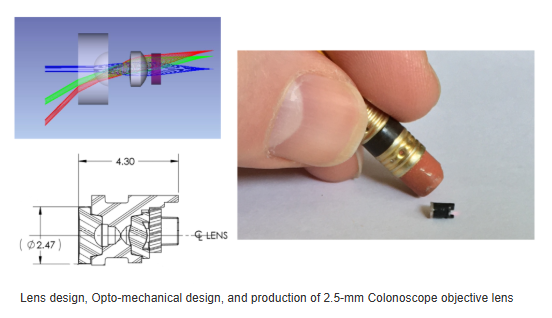 4.30
( Ø2.47 )
℄ LENS
Lens design, Opto-mechanical design, and production of 2.5-mm Colonoscope objective lens